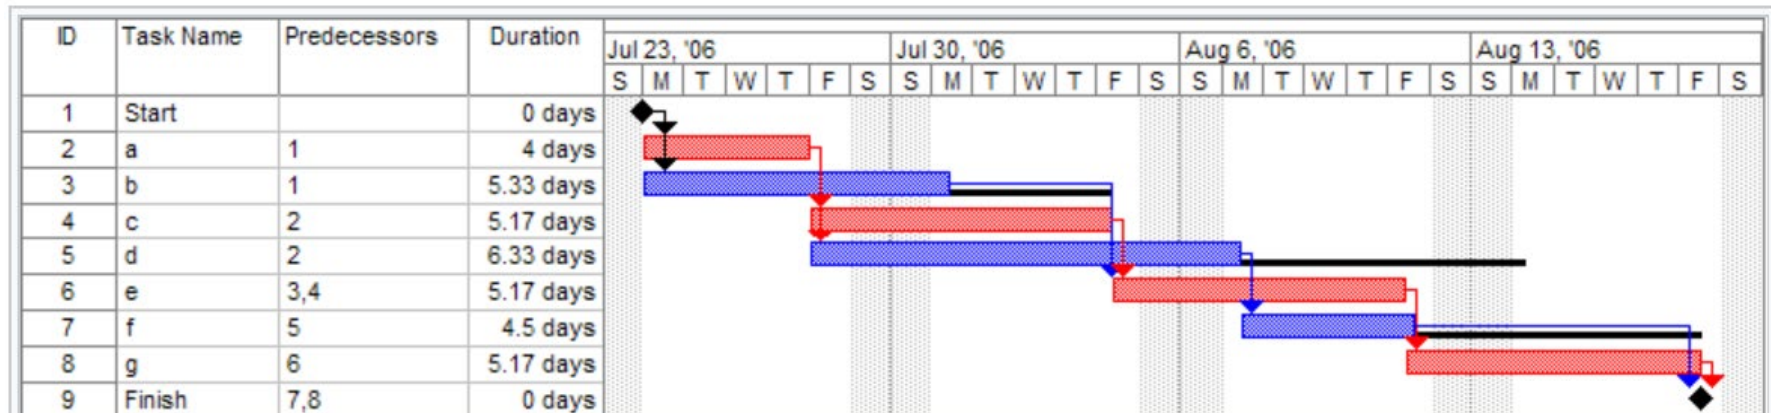 ID Task Name Predecessors Duration
Jul 23, '06 Jul 30, '06 Aug 6, '06 Aug 13, '06
S M T W T F S S M T W T F S S M T W T F S S M T W T F S
1 Start 0 days
2 a 1 4 days
3 b 1 5.33 days
4 c 2 5.17 days
5 d 2 6.33 days
6 e 3,4 5.17 days
7 f 5 4.5 days
8 g 6 5.17 days
9 Finish 7,8 0 days